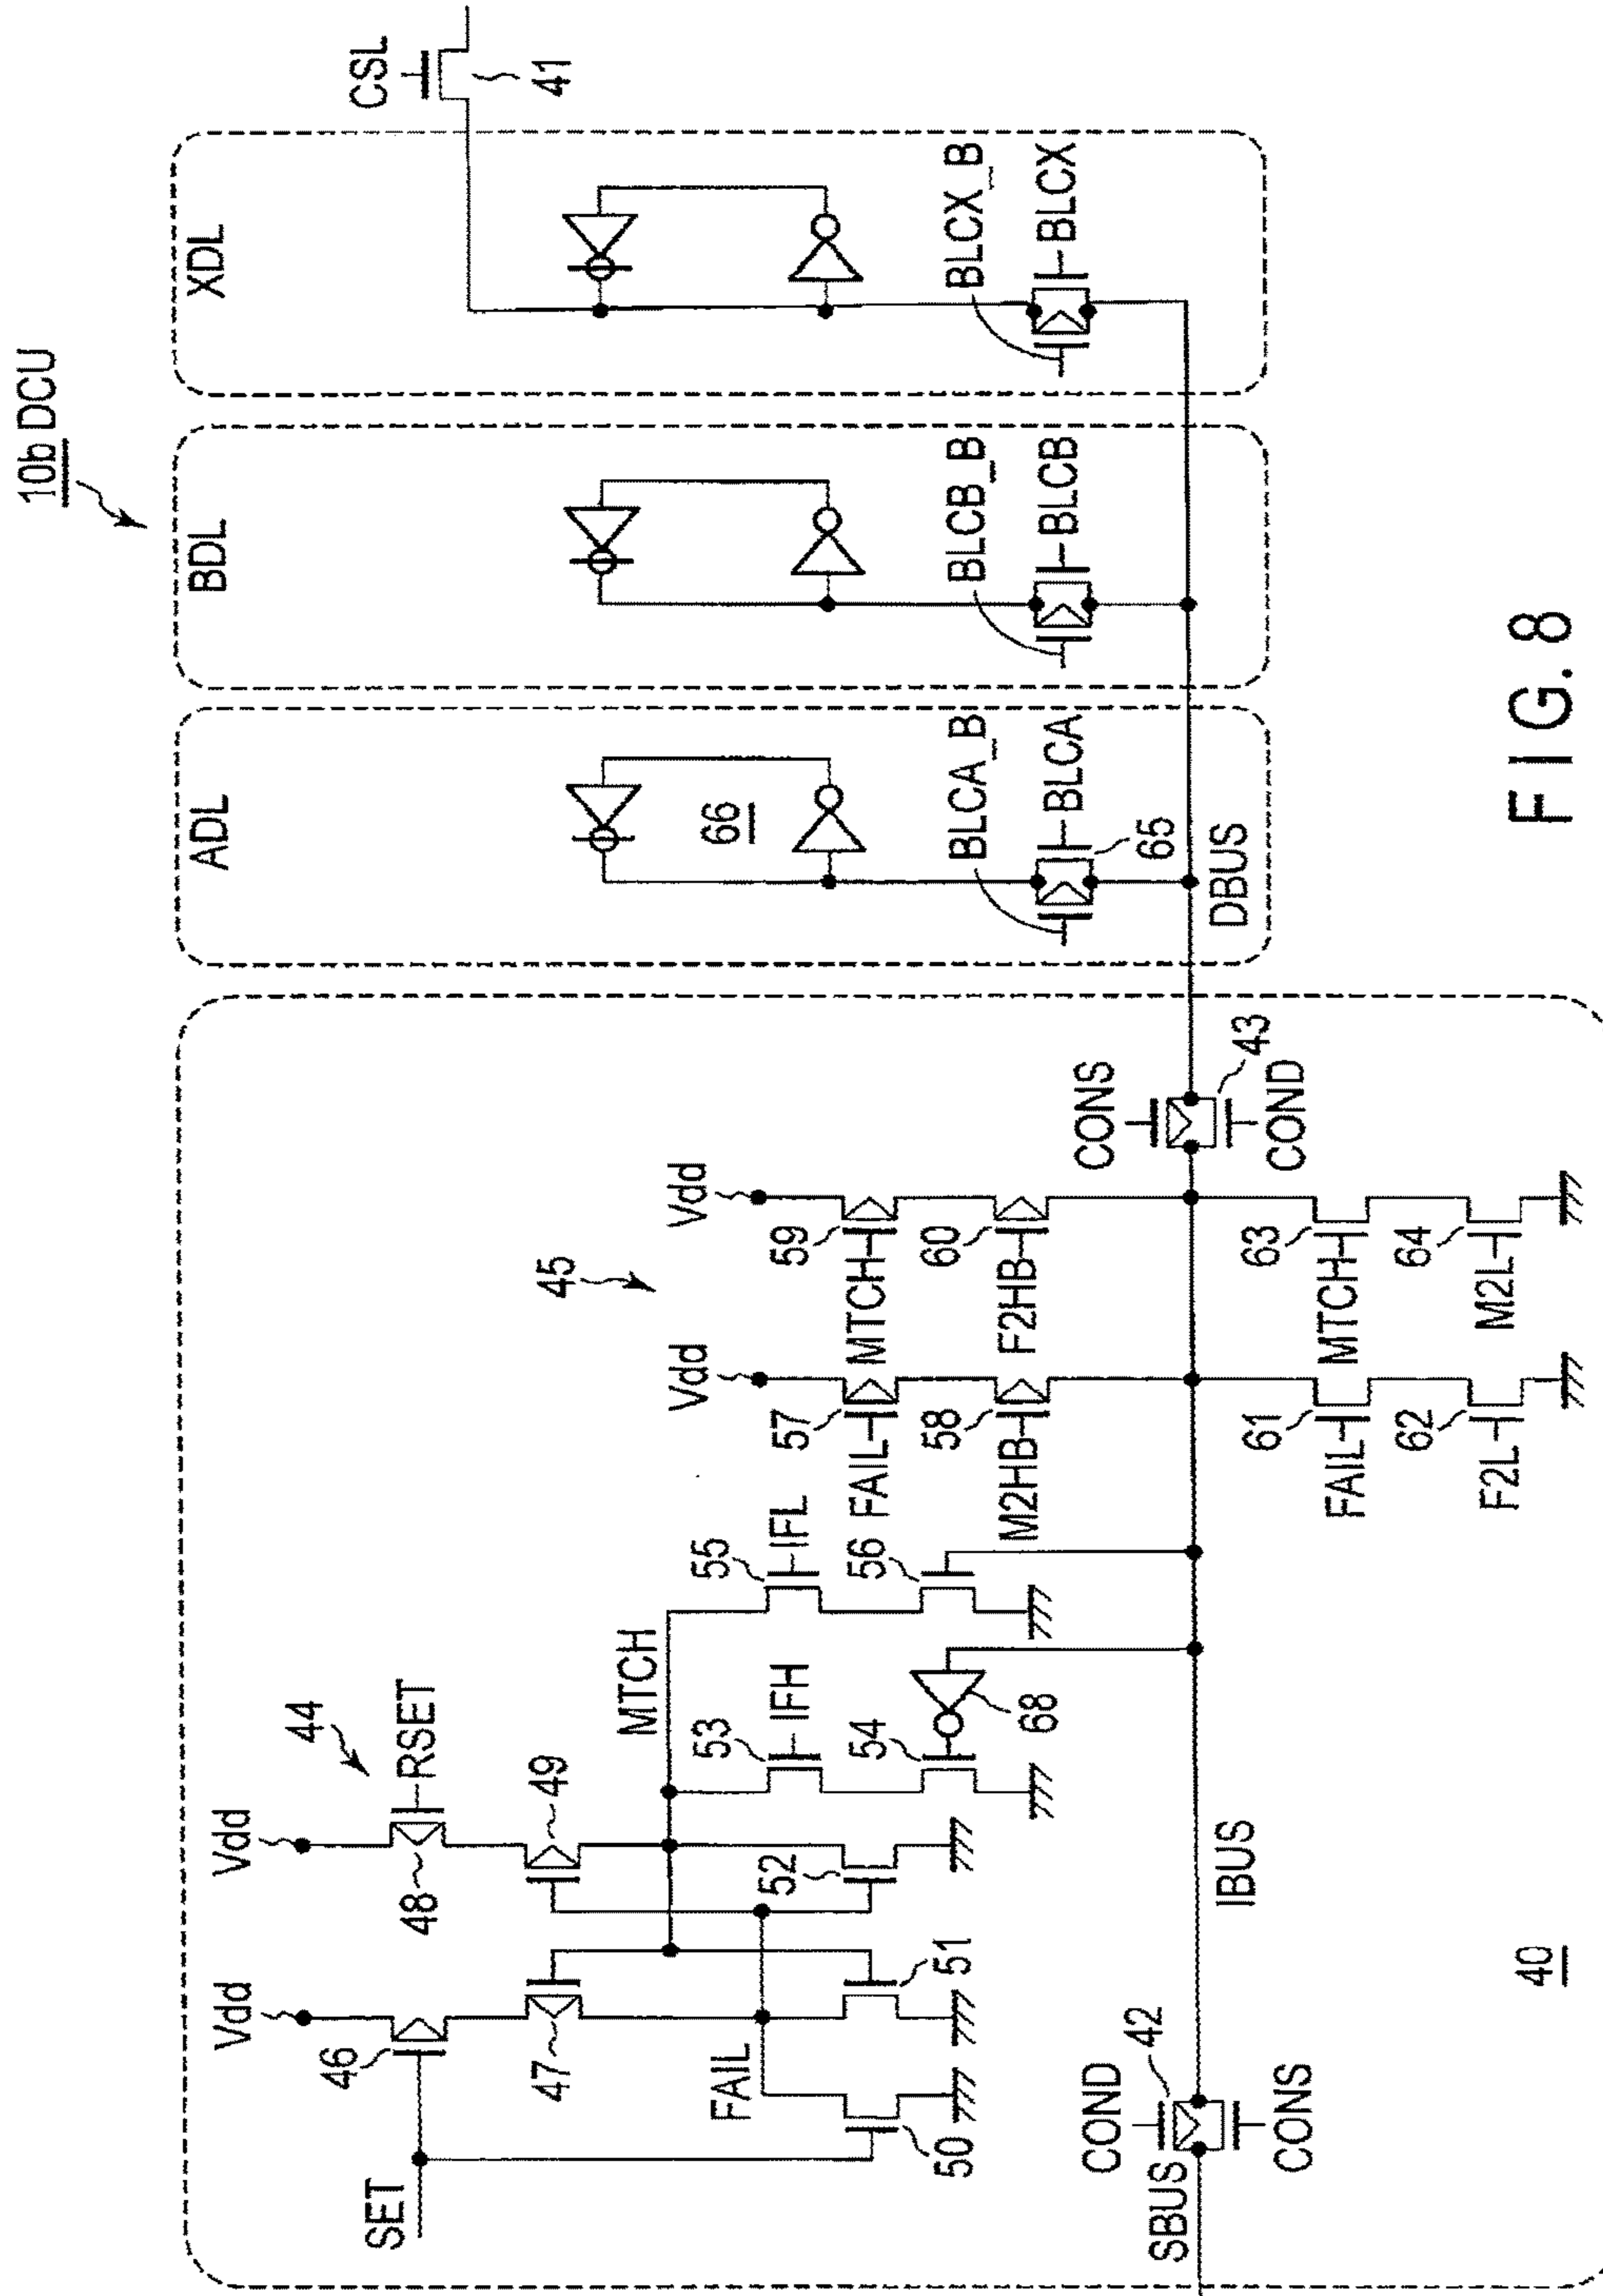 10b DCU
XDL
BDL
ADL
CSL
41
BLCX_B
BLCX
BLCB_B
BLCB
66
BLCA_B
BLCA
65
DBUS
44
Vdd
Vdd
RSET
46
48
47
49
SET
FAIL
MTCH
50
51
52
53
IFH
54
68
55
IFL
56
45
Vdd
Vdd
57
FAIL
58
M2HB
59
MTCH
60
F2HB
61
FAIL
62
F2L
63
MTCH
64
M2L
CONS
43
COND
IBUS
COND
42
SBUS
CONS
40
FIG. 8